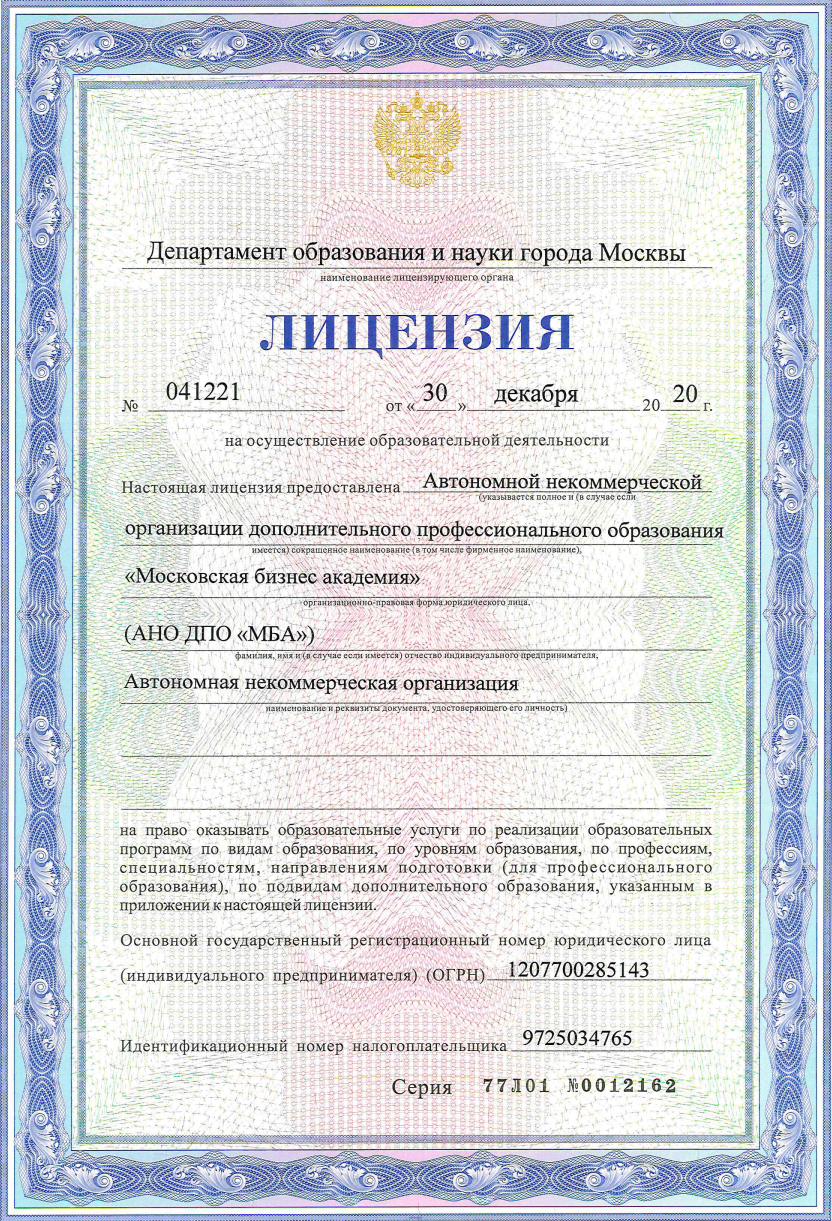 Департамент образования и науки города Москвы
наименование лицензирующего органа
ЛИЦЕНЗИЯ
№ 041221 от « 30 » декабря 20 20 г.
на осуществление образовательной деятельности
Настоящая лицензия предоставлена Автономной некоммерческой
(указывается полное и (в случае если
организации дополнительного профессионального образования
имеется) сокращенное наименование (в том числе фирменное наименование),
«Московская бизнес академия»
организационно-правовая форма юридического лица,
(АНО ДПО «МБА»)
фамилия, имя и (в случае если имеется) отчество индивидуального предпринимателя,
Автономная некоммерческая организация
наименование и реквизиты документа, удостоверяющего его личность)
на право оказывать образовательные услуги по реализации образовательных
программ по видам образования, по уровням образования, по профессиям,
специальностям, направлениям подготовки (для профессионального
образования), по подвидам дополнительного образования, указанным в
приложении к настоящей лицензии.
Основной государственный регистрационный номер юридического лица
(индивидуального предпринимателя) (ОГРН) 1207700285143
Идентификационный номер налогоплательщика 9725034765
Серия 77Л01 №0012162